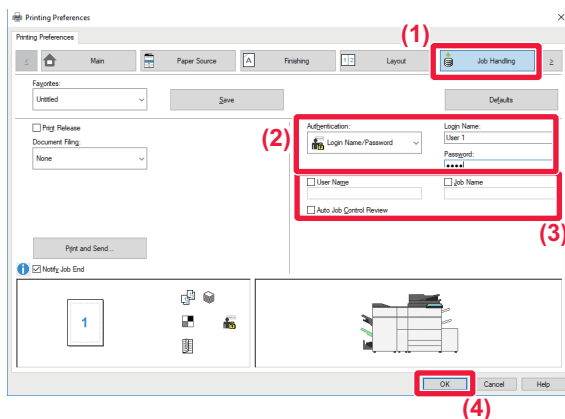 Printing Preferences
Printing Preferences
(1)
Main
Paper Source
A
Finishing
1 2
Layout
Job Handling
Favorites:
Untitled
Save
Defaults
Print Release
Document Filing:
None
(2)
Authentication:
Login Name/Password
Login Name:
User 1
Password:
••••
User Name
Job Name
Auto Job Control Review
(3)
Print and Send...
Notify Job End
1
OK
Cancel
Help
(4)